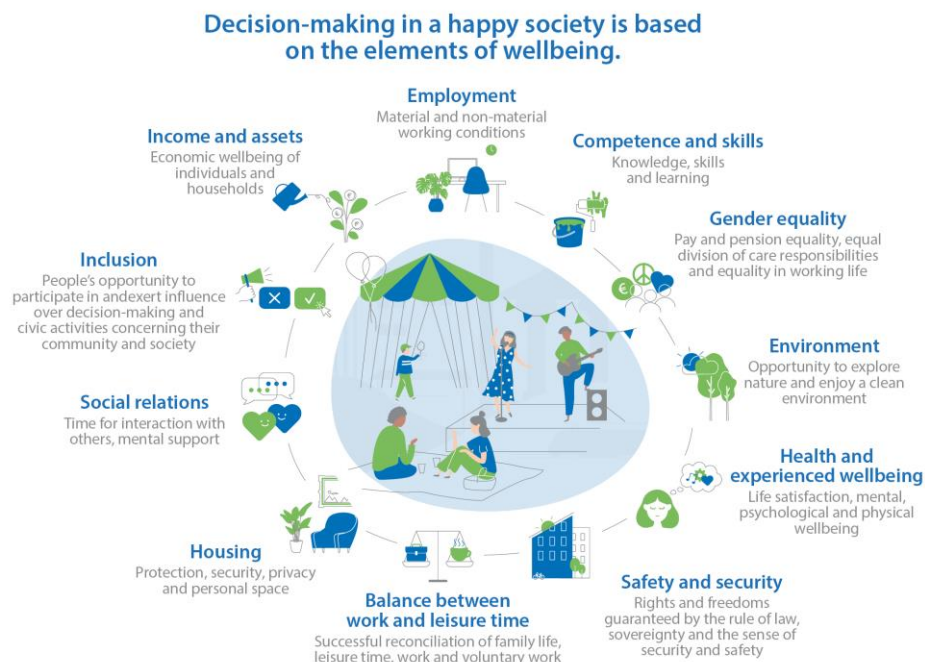 Decision-making in a happy society is based
on the elements of wellbeing.
Employment
Material and non-material
working conditions
Competence and skills
Knowledge, skills
and learning
Gender equality
Pay and pension equality, equal
division of care responsibilities
and equality in working life
Environment
Opportunity to explore
nature and enjoy a clean
environment
Health and
experienced wellbeing
Life satisfaction, mental,
psychological and physical
wellbeing
Safety and security
Rights and freedoms
guaranteed by the rule of law,
sovereignty and the sense of
security and safety
Balance between
work and leisure time
Successful reconciliation of family life,
leisure time, work and voluntary work
Housing
Protection, security, privacy
and personal space
Social relations
Time for interaction with
others, mental support
Inclusion
People's opportunity to
participate in andexert influence
over decision-making and
civic activities concerning their
community and society
Income and assets
Economic wellbeing of
individuals and
households